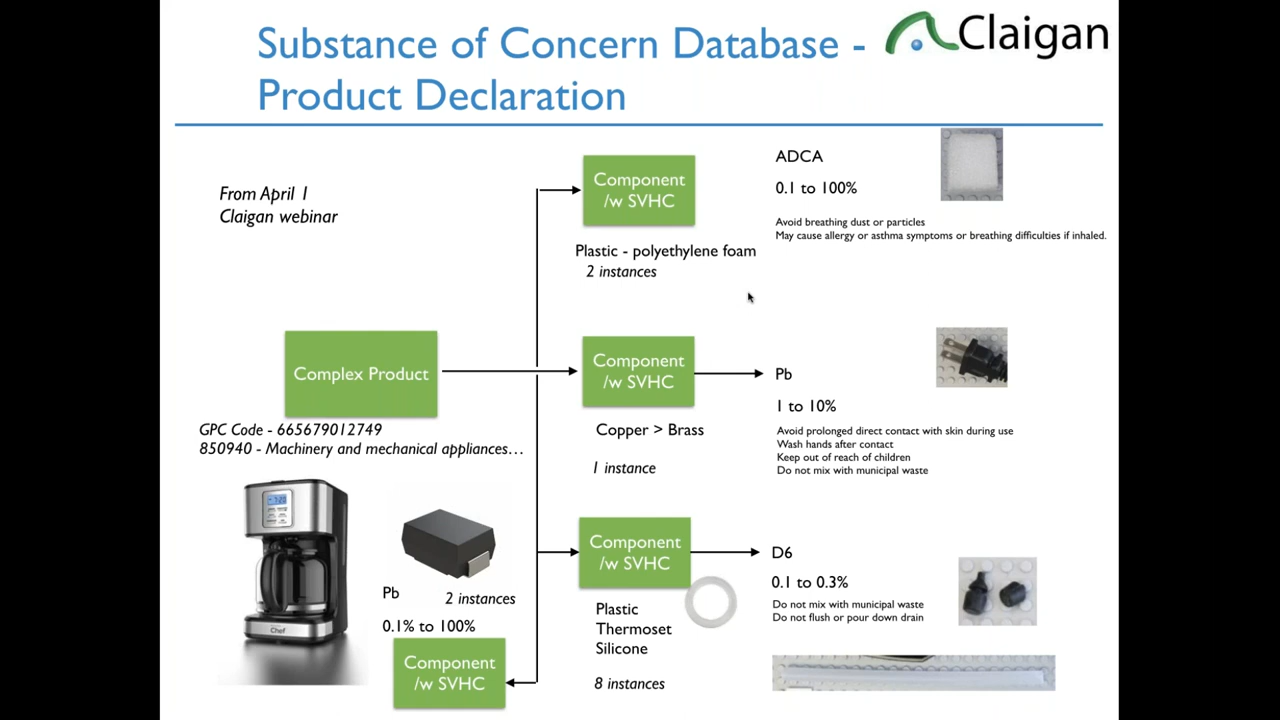 Substance of Concern Database -
Product Declaration
Claigan
From April 1
Claigan webinar
Component
/w SVHC
Plastic - polyethylene foam
2 instances
ADCA
0.1 to 100%
Avoid breathing dust or particles
May cause allergy or asthma symptoms or breathing difficulties if inhaled.
Complex Product
GPC Code - 665679012749
850940 - Machinery and mechanical appliances…
Component
/w SVHC
Copper > Brass
1 instance
Pb
1 to 10%
Avoid prolonged direct contact with skin during use
Wash hands after contact
Keep out of reach of children
Do not mix with municipal waste
Chef
Pb
2 instances
0.1% to 100%
Component
/w SVHC
Component
/w SVHC
Plastic
Thermoset
Silicone
8 instances
D6
0.1 to 0.3%
Do not mix with municipal waste
Do not flush or pour down drain